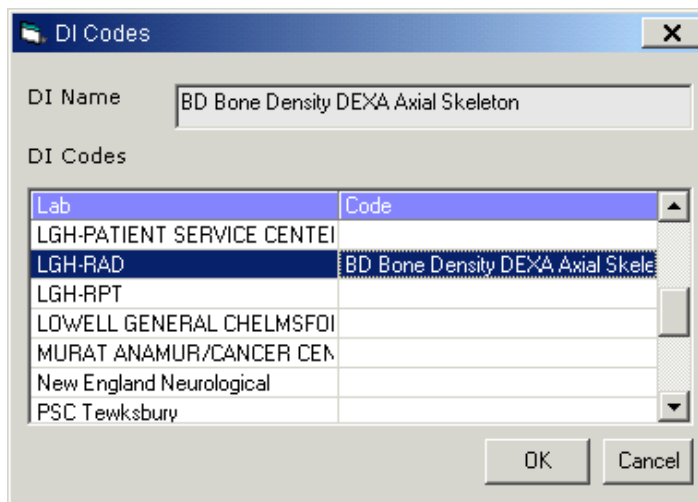 DI Codes
DI Name BD Bone Density DEXA Axial Skeleton
DI Codes
Lab Code
LGH-PATIENT SERVICE CENTE
LGH-RAD BD Bone Density DEXA Axial Skele
LGH-RPT
LOWELL GENERAL CHELMSFO
MURAT ANAMUR/CANCER CEN
New England Neurological
PSC Tewksbury
OK Cancel